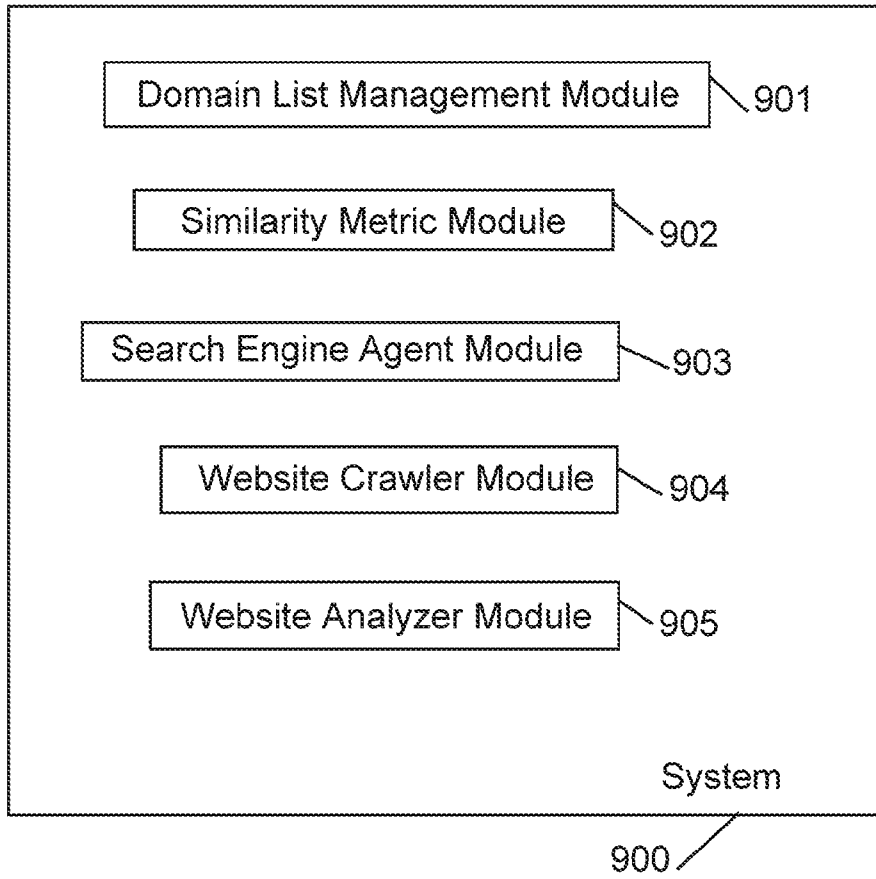 Domain List Management Module 901
Similarity Metric Module 902
Search Engine Agent Module 903
Website Crawler Module 904
Website Analyzer Module 905
System
900